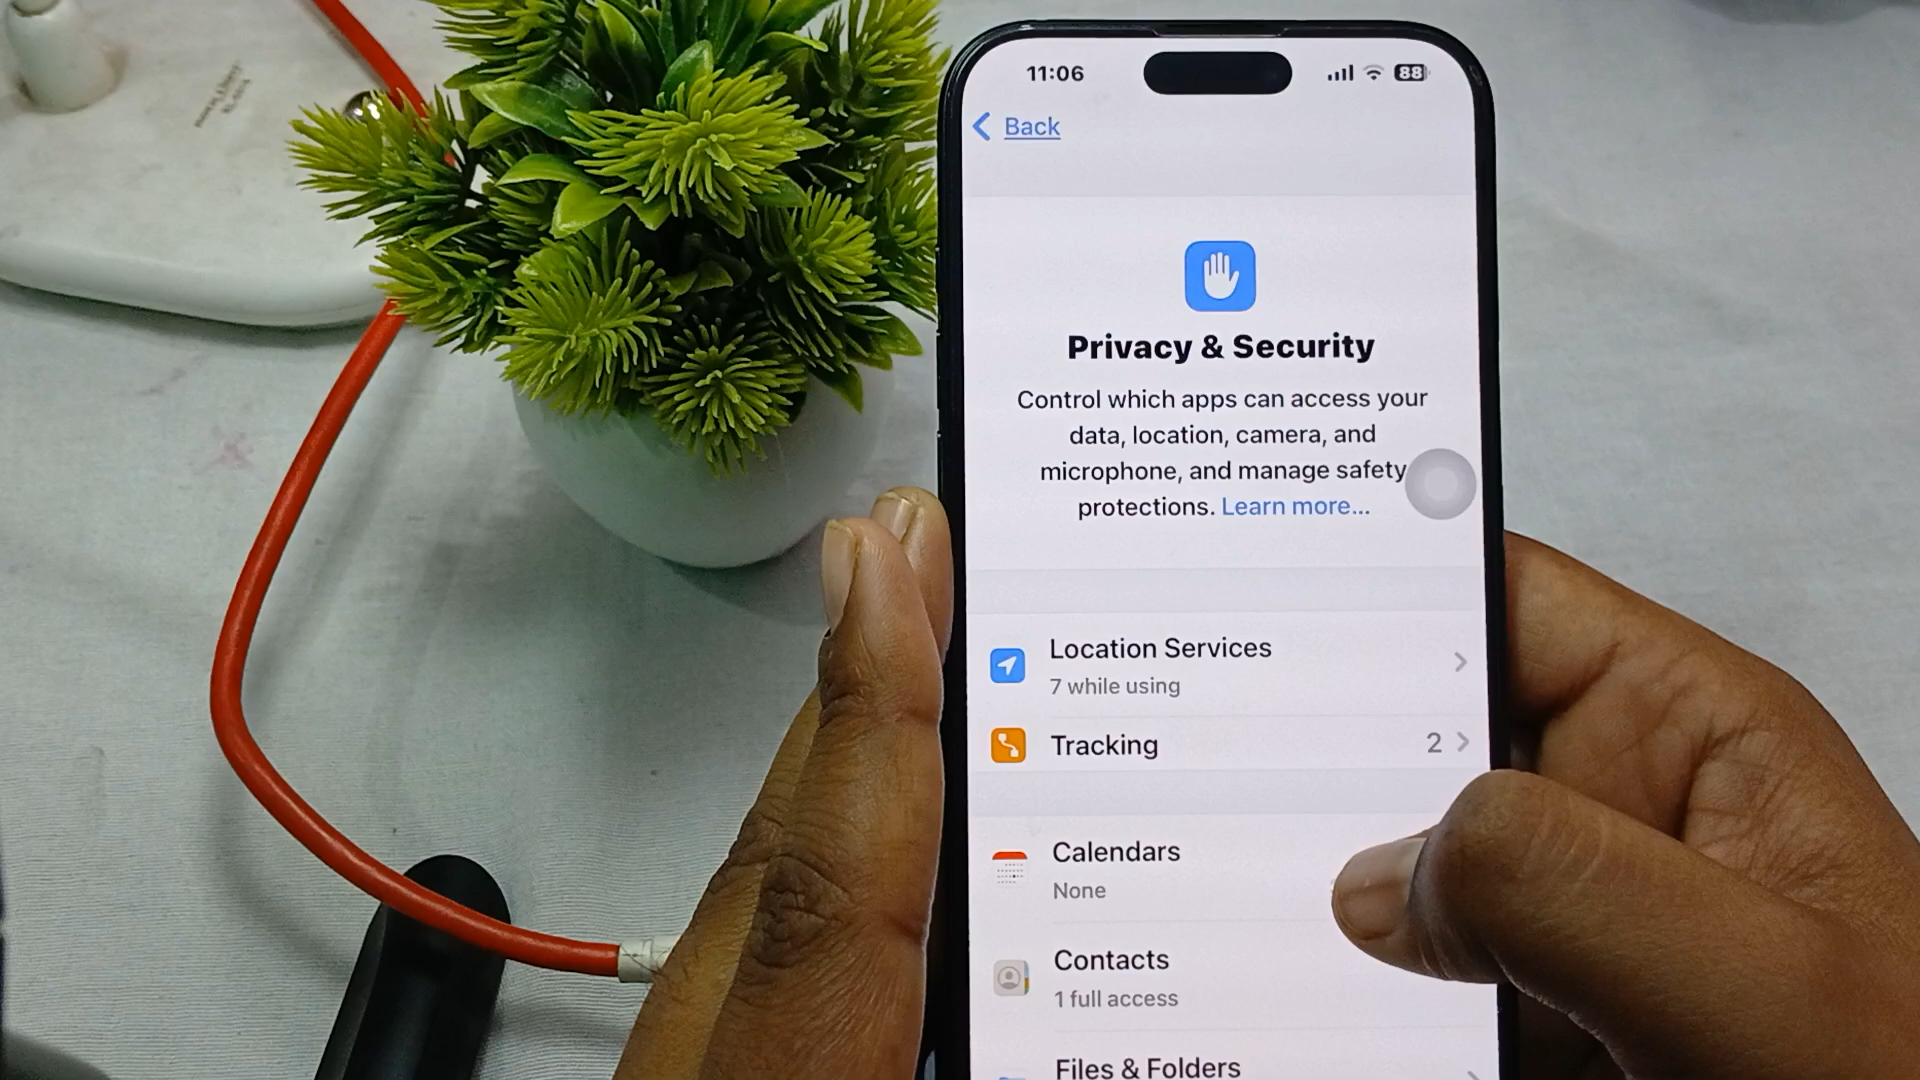 11:06
88
Back
Privacy & Security
Control which apps can access your
data, location, camera, and
microphone, and manage safety
protections. Learn more...
Location Services
7 while using
Tracking
2
Calendars
None
Contacts
1 full access
Files & Folders